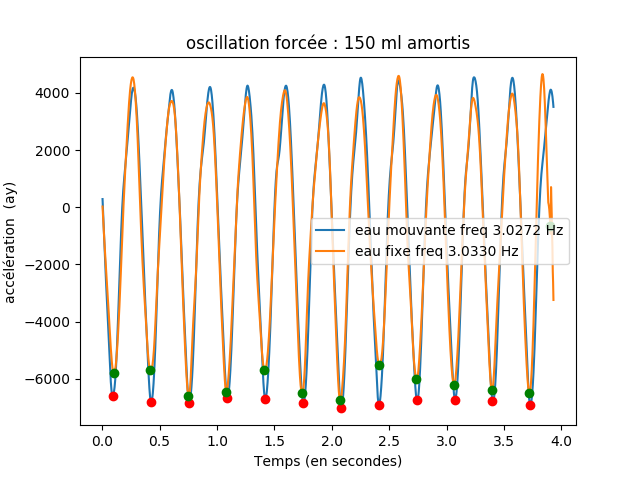 oscillation forcée : 150 ml amortis
accélération (ay)
4000
2000
0
−2000
−4000
−6000
eau mouvante freq 3.0272 Hz
eau fixe freq 3.0330 Hz
0.0 0.5 1.0 1.5 2.0 2.5 3.0 3.5 4.0
Temps (en secondes)